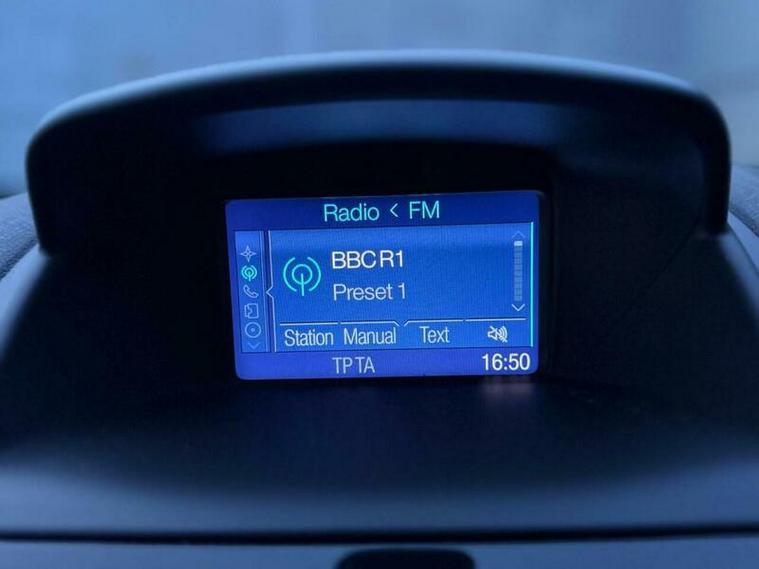 Radio < FM
BBC R1
Preset 1
Station Manual Text
TP TA 16:50